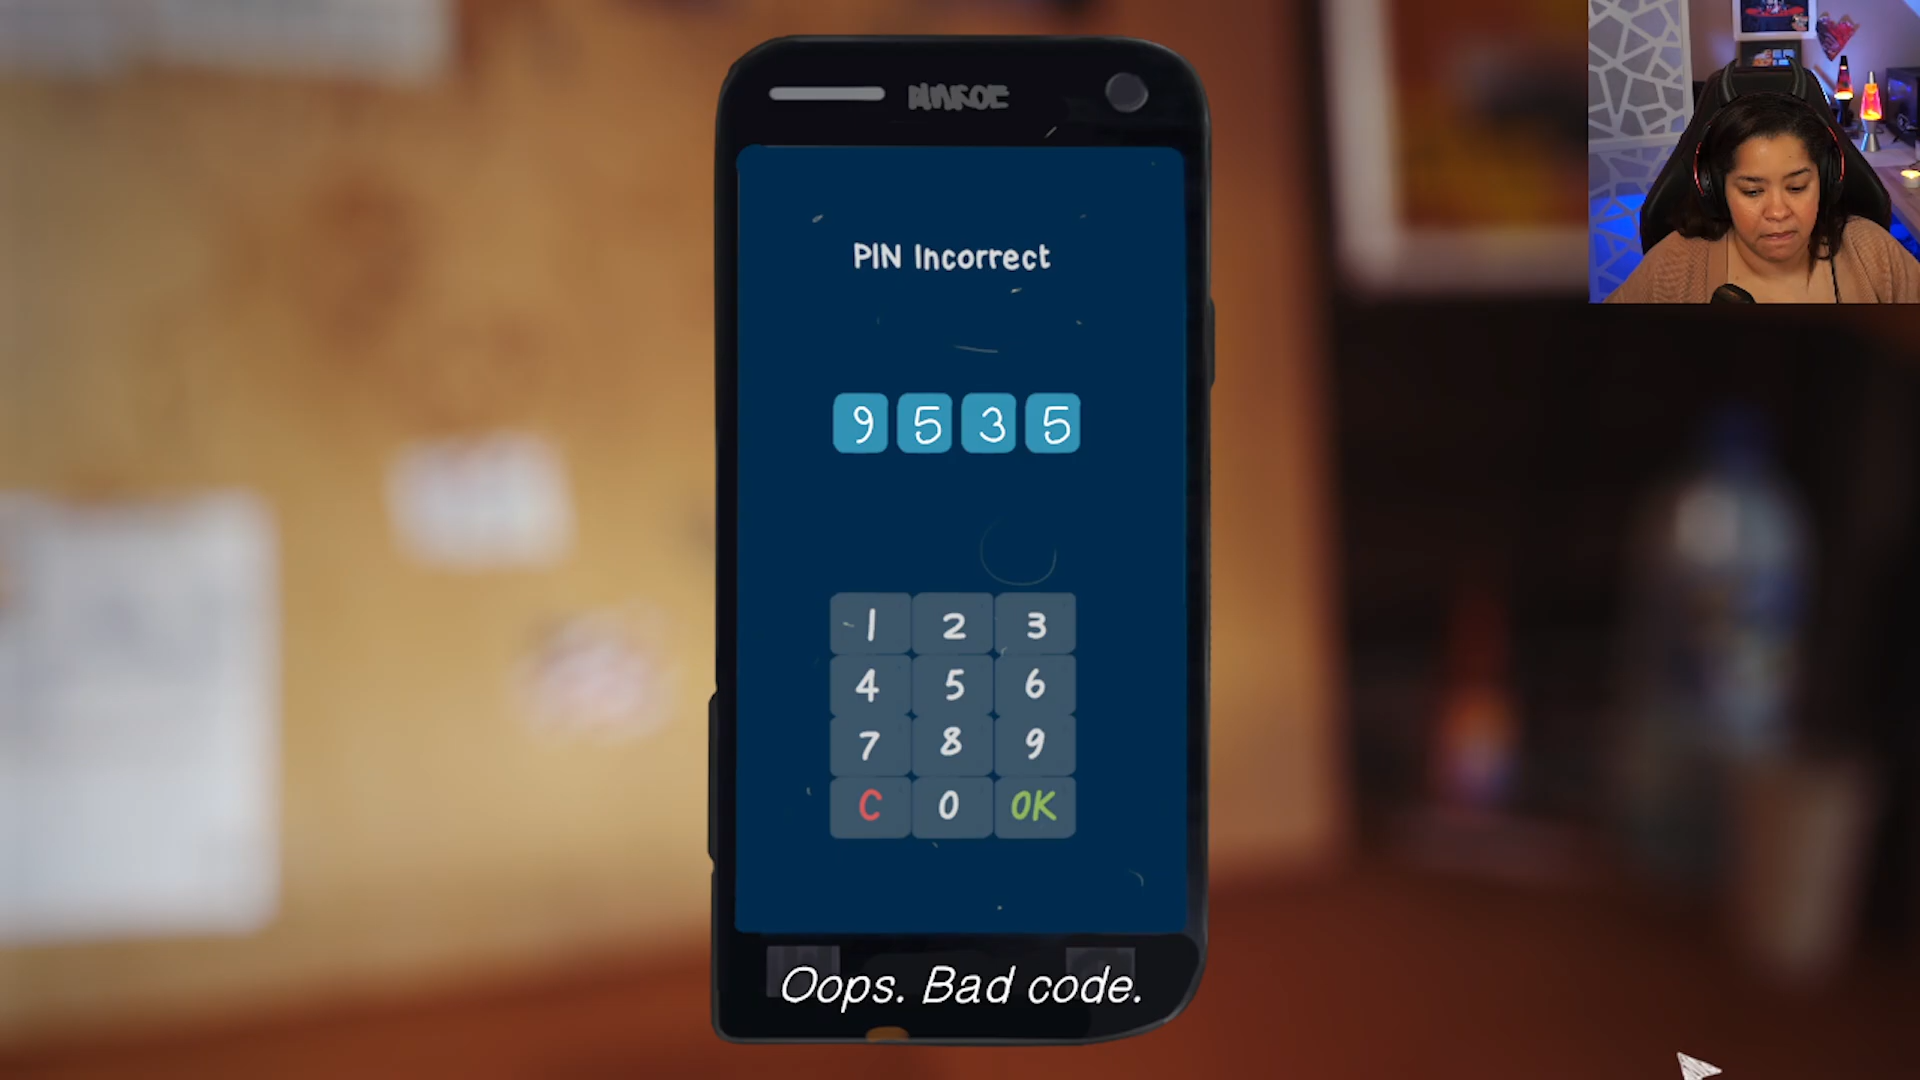 PIN Incorrect
9 5 3 5
1 2 3
4 5 6
7 8 9
C 0 OK
Oops. Bad code.